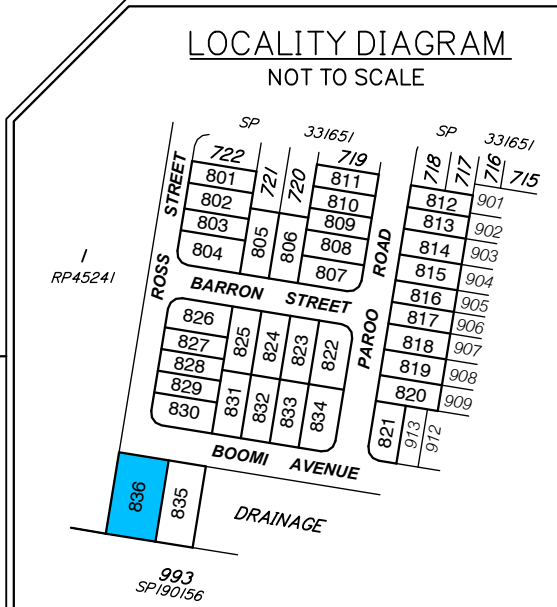 LOCALITY DIAGRAM
NOT TO SCALE
SP 331651
SP 331651
722 721 720 719
718 717 716 715
801
802
803
804
805
806
811
810
809
808
807
812 901
813 902
814 903
815 904
816 905
817 906
818 907
819 908
820 909
821 913 912
ROSS STREET
PAROO ROAD
1
RP45241
BARRON STREET
826
827
828
829
830
825 824 823 822
831 832 833 834
BOOMI AVENUE
836 835
DRAINAGE
993
SP190156